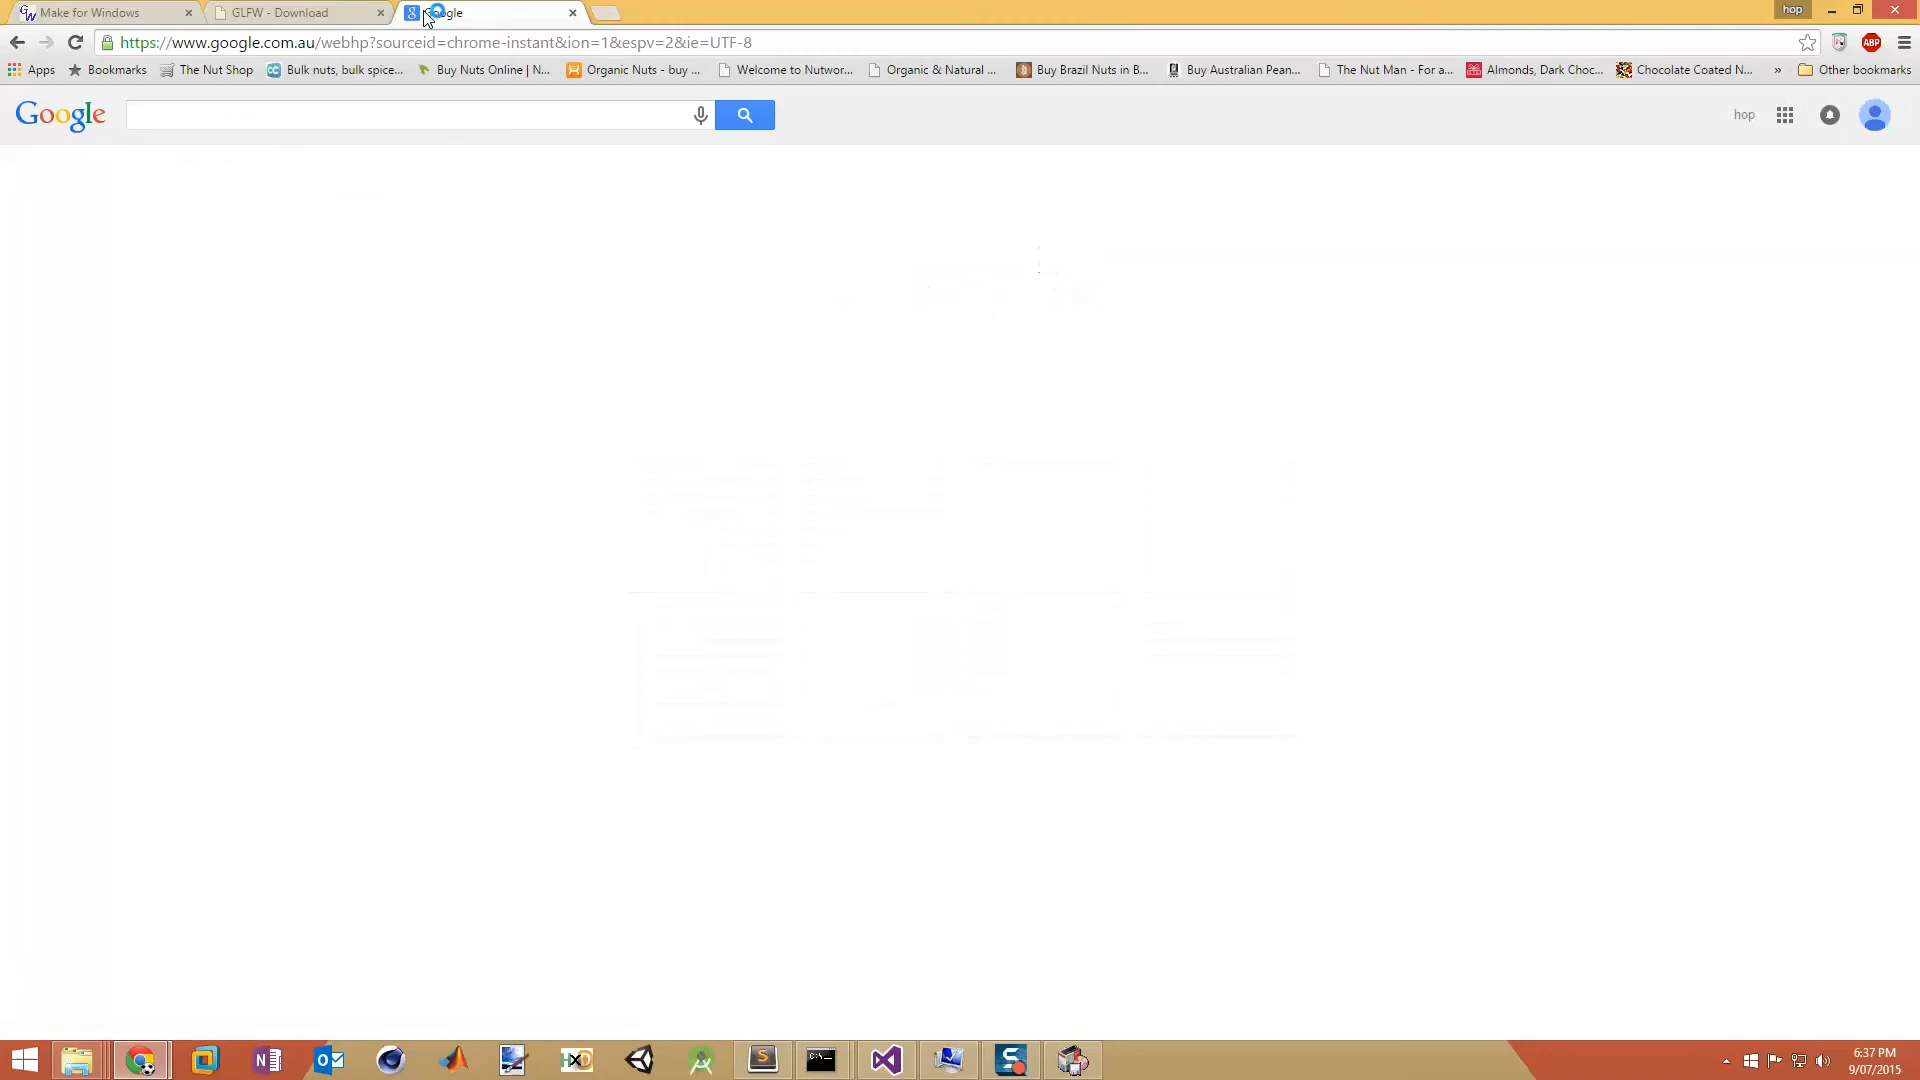 Make for Windows
GLFW - Download
hop
https://www.google.com.au/webhp?sourceid=chrome-instant&ion=1&espv=2&ie=UTF-8
Apps Bookmarks The Nut Shop Bulk nuts, bulk spice... Buy Nuts Online | N... Organic Nuts - buy ... Welcome to Nutwor... Organic & Natural ... Buy Brazil Nuts in B... Buy Australian Pean... The Nut Man - For a... Almonds, Dark Choc... Chocolate Coated N... » Other bookmarks
Google
hop
6:37 PM
9/07/2015